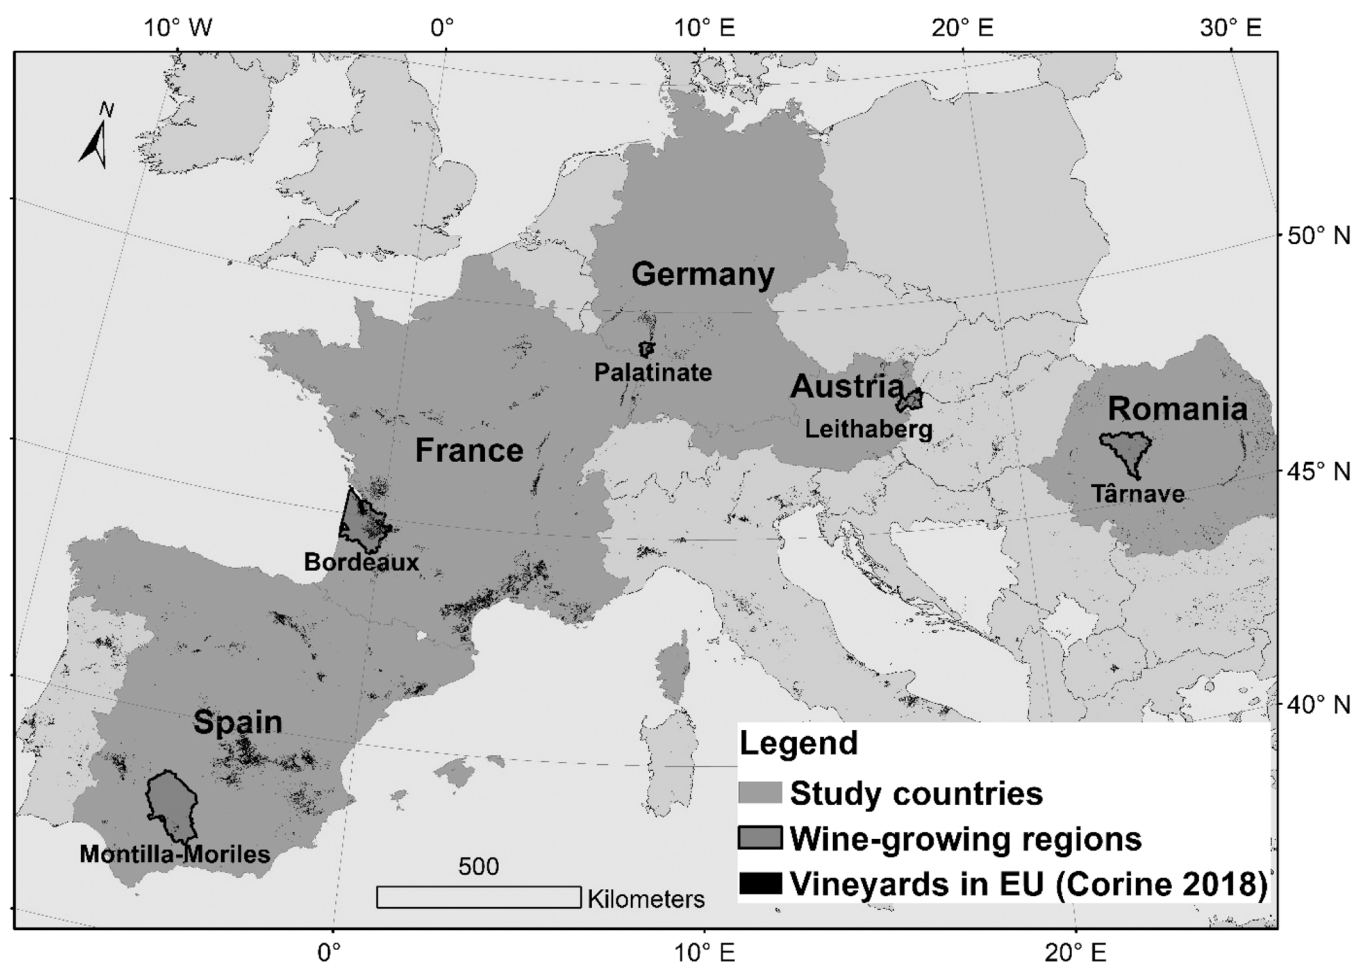 10° W
0°
10° E
20° E
30° E
N
50° N
Germany
Palatinate
Austria
Leithaberg
Romania
France
45° N
Târnave
Bordeaux
40° N
Spain
Legend
Study countries
Wine-growing regions
Vineyards in EU (Corine 2018)
Montilla-Moriles
500
Kilometers
0°
10° E
20° E